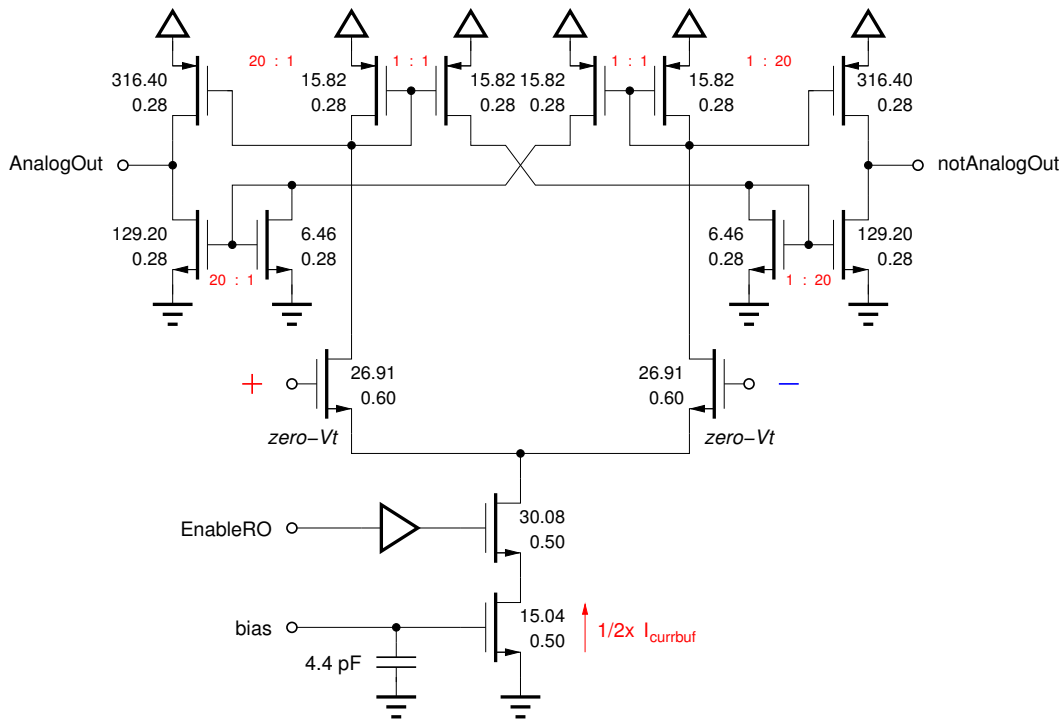 20 : 1
1 : 1
1 : 1
1 : 20
316.40
0.28
15.82
0.28
15.82
0.28
15.82
0.28
15.82
0.28
316.40
0.28
AnalogOut
notAnalogOut
129.20
0.28
6.46
0.28
6.46
0.28
129.20
0.28
20 : 1
1 : 20
+
26.91
0.60
26.91
0.60
−
zero−Vt
zero−Vt
EnableRO
30.08
0.50
bias
15.04
0.50
1/2x Icurrbuf
4.4 pF